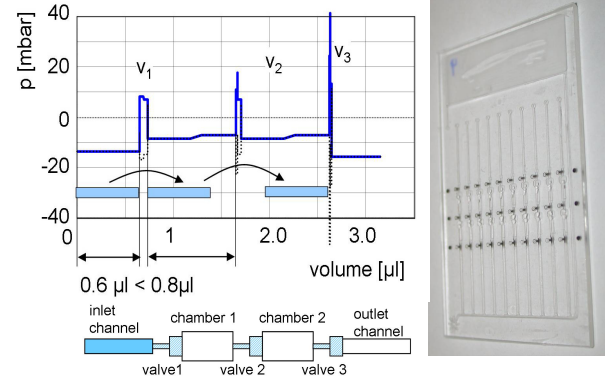 p [mbar]
40
20
0
-20
-40
v1
v2
v3
0
1
2.0
3.0
volume [µl]
0.6 µl < 0.8µl
inlet
channel
chamber 1
chamber 2
outlet
channel
valve1
valve 2
valve 3